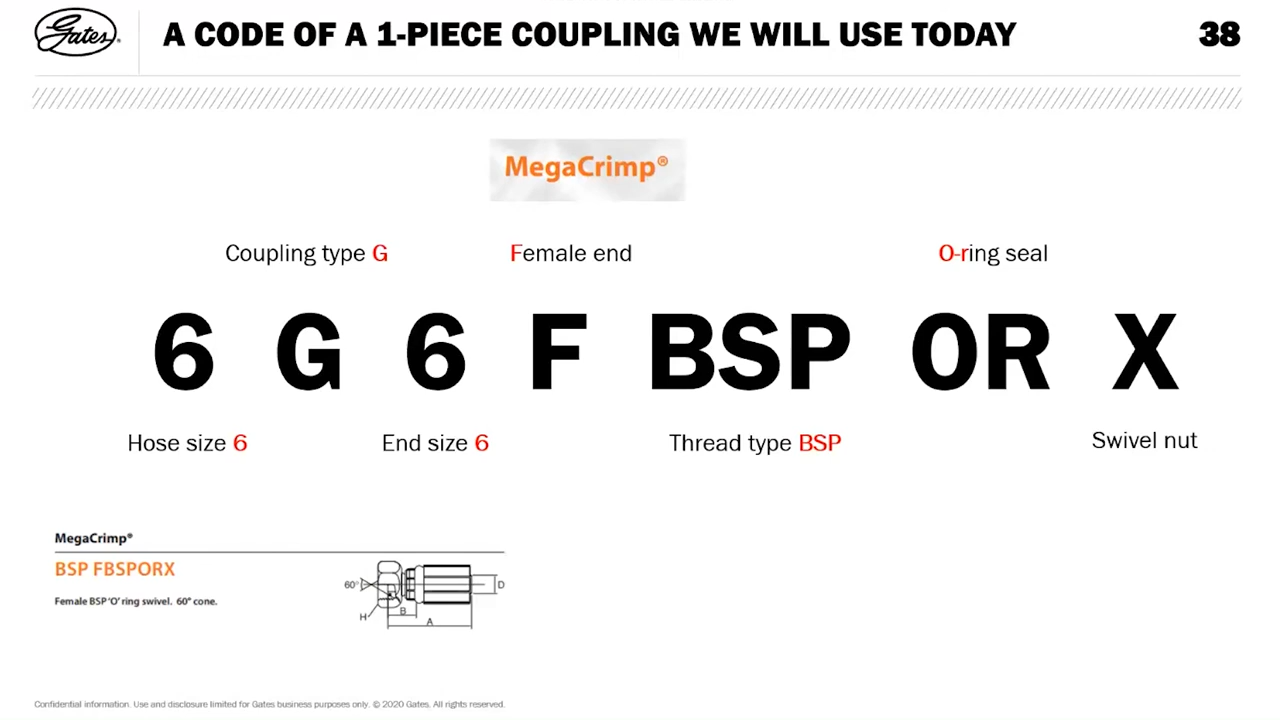 Gates
A CODE OF A 1-PIECE COUPLING WE WILL USE TODAY
38
MegaCrimp®
Coupling type G
Female end
O-ring seal
6 G 6 F BSP OR X
Hose size 6
End size 6
Thread type BSP
Swivel nut
MegaCrimp®
BSP FBSPORX
Female BSP 'O' ring swivel. 60° cone.
60°
D
B
H
A
Confidential information. Use and disclosure limited for Gates business purposes only. © 2020 Gates. All rights reserved.